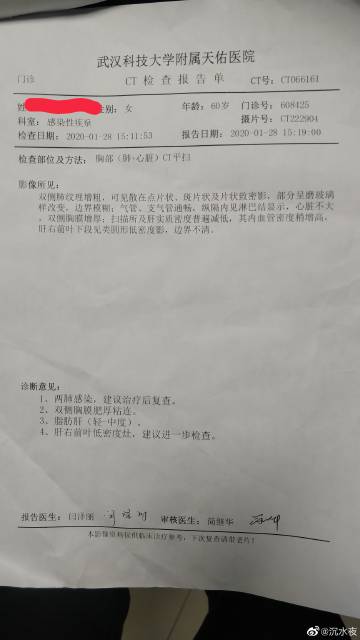 武汉科技大学附属天佑医院
门诊 CT检查报告单 CT号：CT066161
姓 性别：女 年龄：60岁 门诊号：608425
科室：感染性疾系 摄片号：CT222904
检查日期：2020-01-28 15:11:53 报告日期：2020-01-28 15:19:00
检查部位及方法：胸部（肺+心脏）CT平扫
影像所见：
双侧肺纹理增粗，可见散在点片状、斑片状及片状致密影，部分呈磨玻璃
样改变，边界模糊；气管、支气管通畅，纵隔内见淋巴结显示，心脏不大
，双侧胸膜增厚；扫描所及肝实质密度普遍减低，其内血管密度稍增高，
肝右前叶下段见类圆形低密度影，边界不清。
诊断意见：
1、两肺感染，建议治疗后复查。
2、双侧胸膜肥厚粘连。
3、脂肪肝（轻-中度）。
4、肝右前叶低密度灶，建议进一步检查。
报告医生：闫泽丽 审核医生：简继华
本影像资料提供临床诊疗参考，下次复查请带老片！
@沉水夜